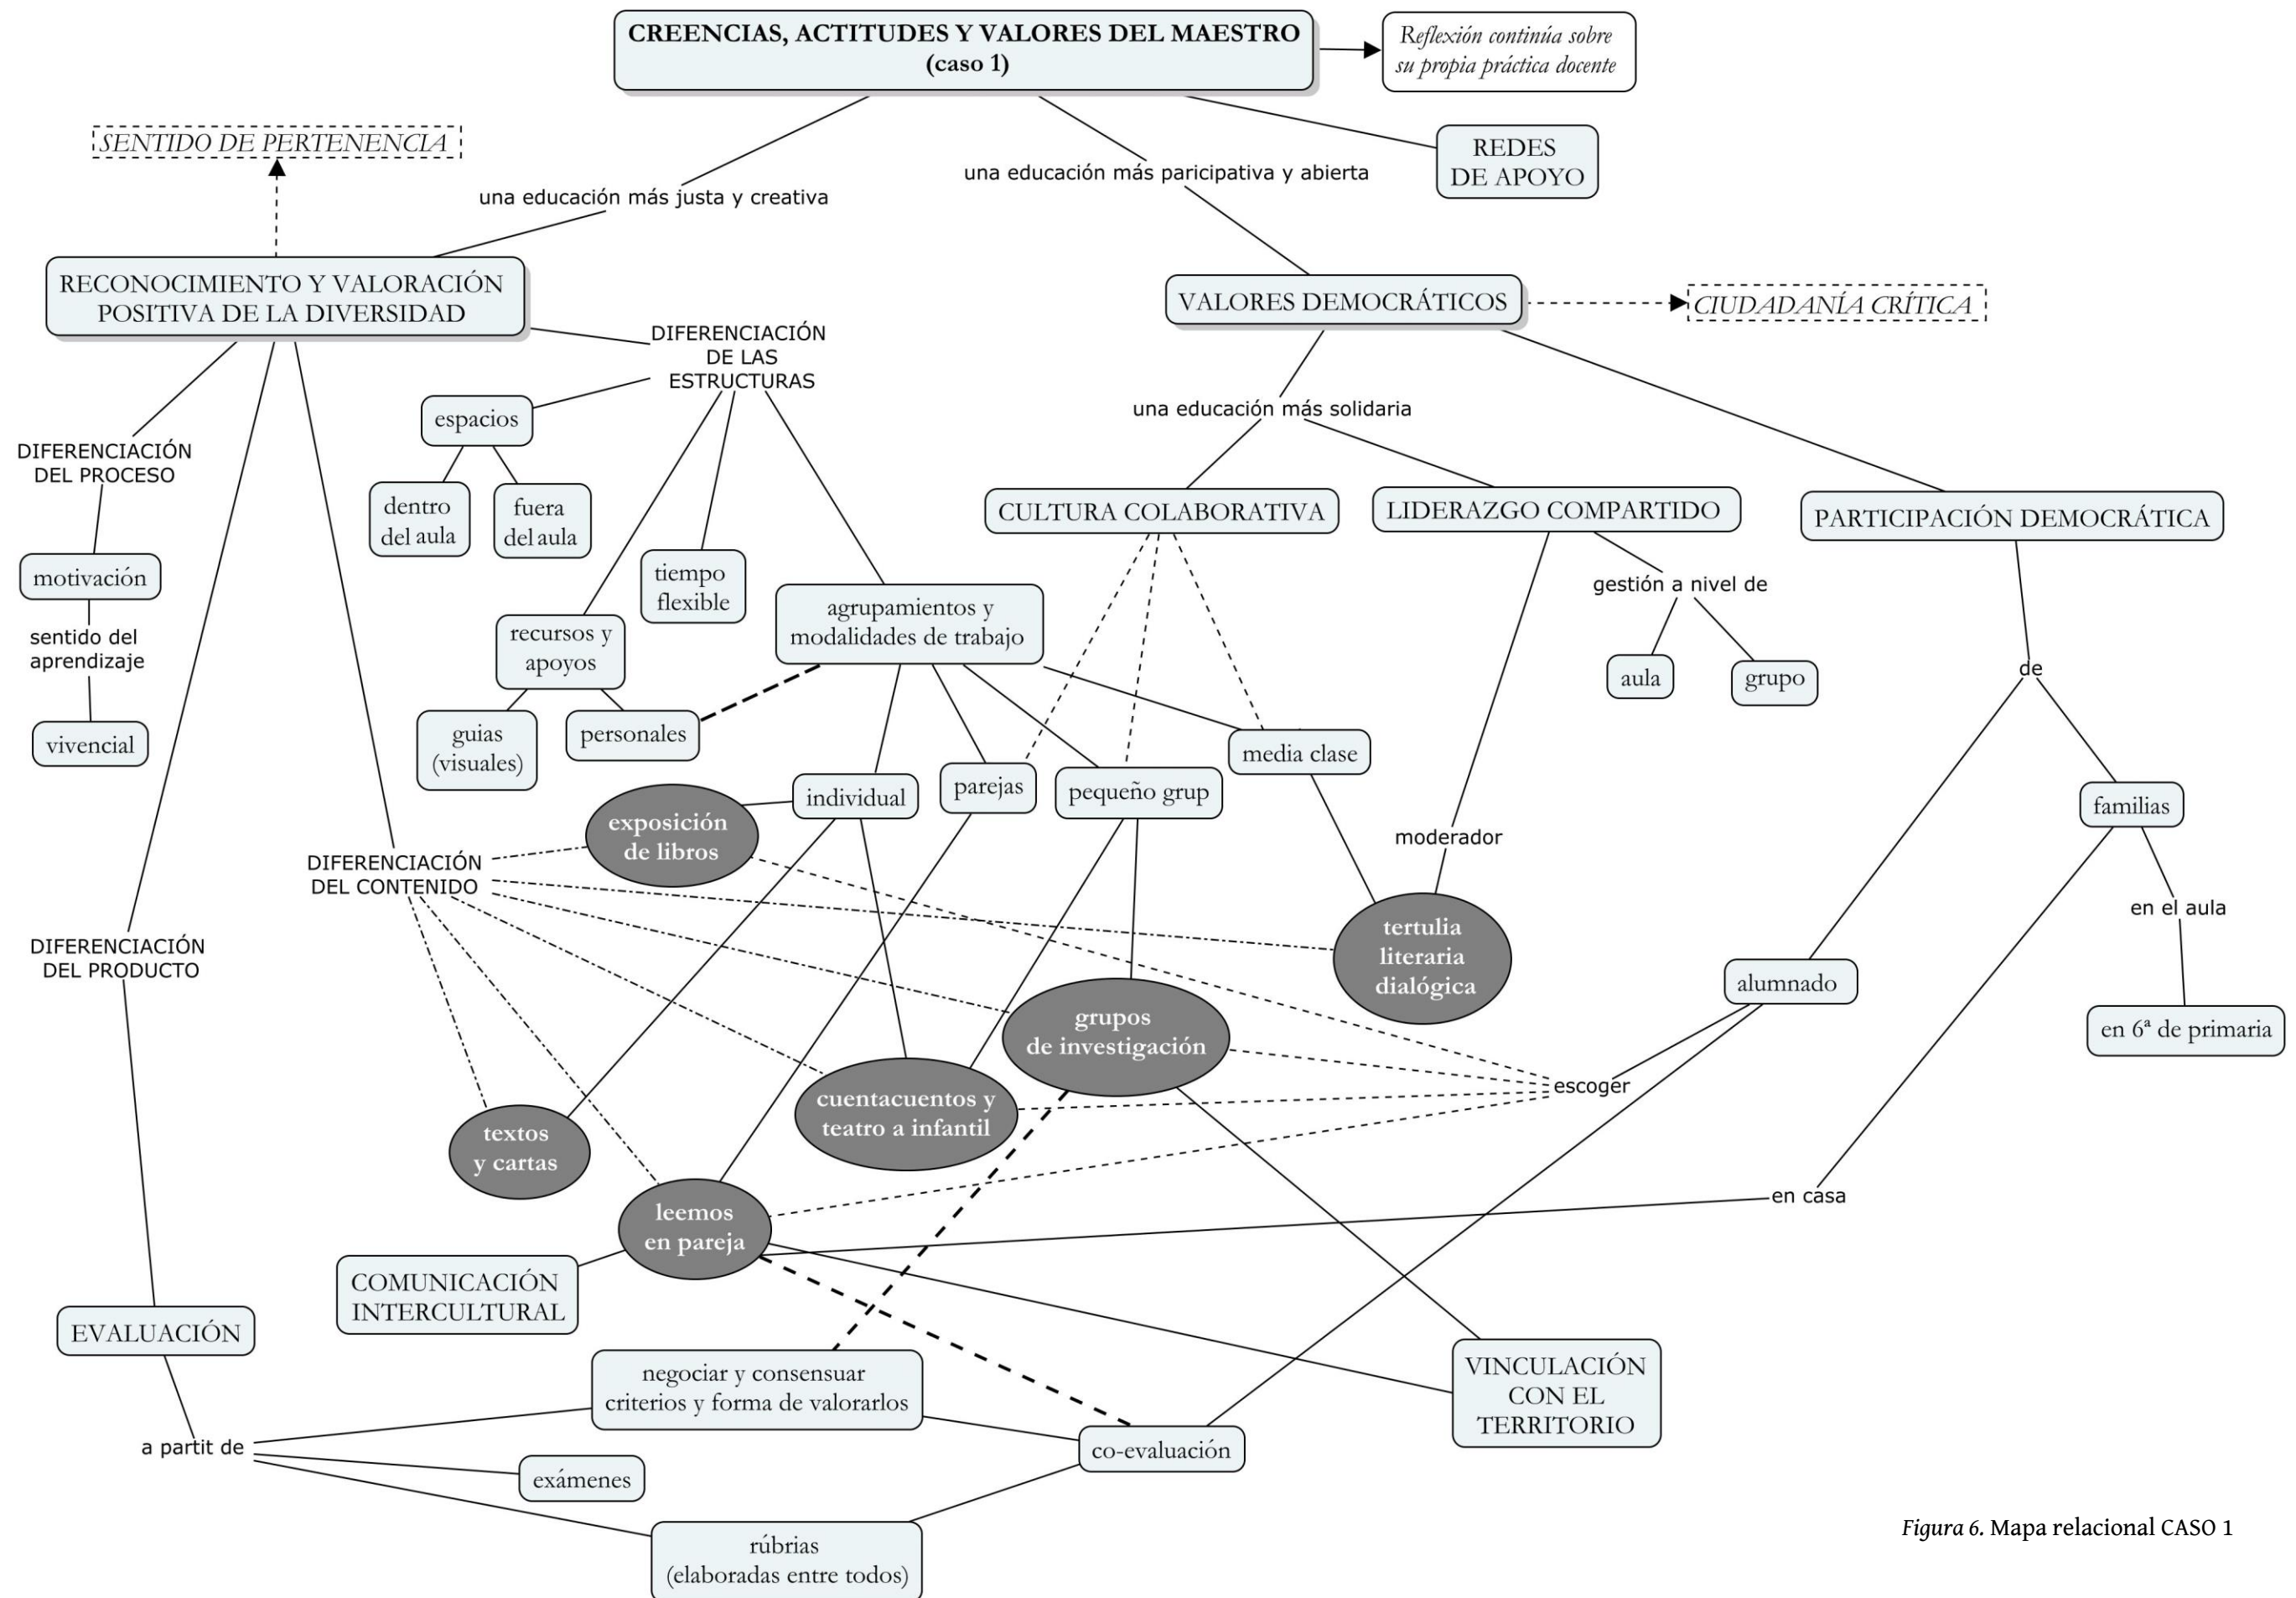 CREENCIAS, ACTITUDES Y VALORES DEL MAESTRO
(caso 1)
Reflexión continúa sobre
su propia práctica docente
SENTIDO DE PERTENENCIA
REDES
DE APOYO
una educación más paricipativa y abierta
una educación más justa y creativa
RECONOCIMIENTO Y VALORACIÓN
POSITIVA DE LA DIVERSIDAD
VALORES DEMOCRÁTICOS
CIUDADANÍA CRÍTICA
DIFERENCIACIÓN
DE LAS
ESTRUCTURAS
espacios
una educación más solidaria
DIFERENCIACIÓN
DEL PROCESO
dentro
del aula
fuera
del aula
CULTURA COLABORATIVA
LIDERAZGO COMPARTIDO
PARTICIPACIÓN DEMOCRÁTICA
motivación
tiempo
flexible
gestión a nivel de
agrupamientos y
modalidades de trabajo
sentido del
aprendizaje
recursos y
apoyos
aula
grupo
de
vivencial
guias
(visuales)
personales
media clase
individual
parejas
pequeño grup
familias
exposición
de libros
moderador
DIFERENCIACIÓN
DEL CONTENIDO
en el aula
DIFERENCIACIÓN
DEL PRODUCTO
tertulia
literaria
dialógica
alumnado
grupos
de investigación
en 6ª de primaria
escoger
cuentacuentos y
teatro a infantil
textos
y cartas
en casa
leemos
en pareja
COMUNICACIÓN
INTERCULTURAL
EVALUACIÓN
negociar y consensuar
criterios y forma de valorarlos
VINCULACIÓN
CON EL
TERRITORIO
a partit de
co-evaluación
exámenes
rúbrias
(elaboradas entre todos)
Figura 6. Mapa relacional CASO 1